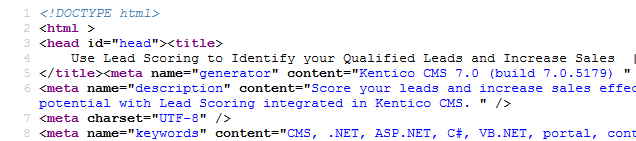 1 <!DOCTYPE html>
2 <html >
3 <head id="head"><title>
4 Use Lead Scoring to Identify your Qualified Leads and Increase Sales
5 </title><meta name="generator" content="Kentico CMS 7.0 (build 7.0.5179) "
6 <meta name="description" content="Score your leads and increase sales effec
potential with Lead Scoring integrated in Kentico CMS. " />
7 <meta charset="UTF-8" />
8 <meta name="keywords" content="CMS, .NET, ASP.NET, C#, VB.NET, portal, cont